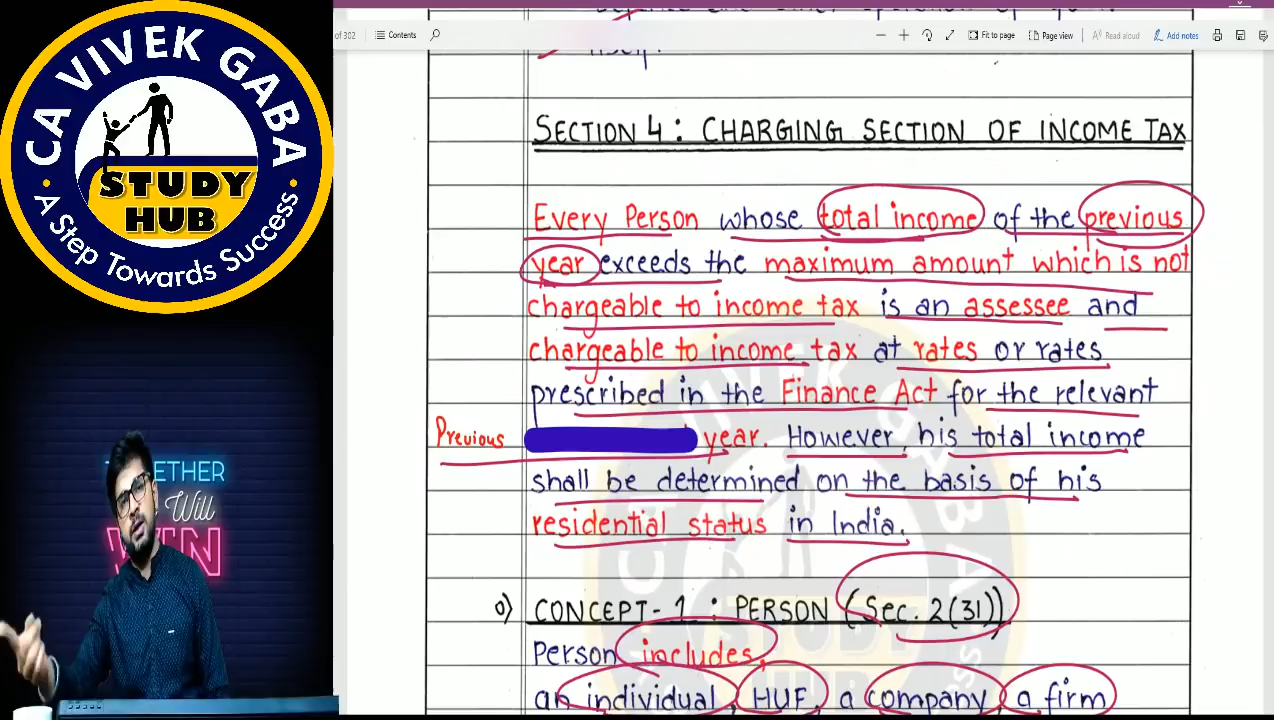 of 302
Contents
Fit to page
Page view
Read aloud
Add notes
itself.
CA VIVEK GABA
STUDY
HUB
A Step Towards Success
SECTION 4 : CHARGING SECTION OF INCOME TAX
Every Person whose total income of the previous
year exceeds the maximum amount which is not
chargeable to income tax is an assessee and
chargeable to income tax at rates or rates
prescribed in the Finance Act for the relevant
Previous year. However his total income
shall be determined on the basis of his
residential status in India.
0) CONCEPT - 1 : PERSON (Sec. 2(31))
Person includes,
an individual, HUF, a company, a firm
Will
WIN